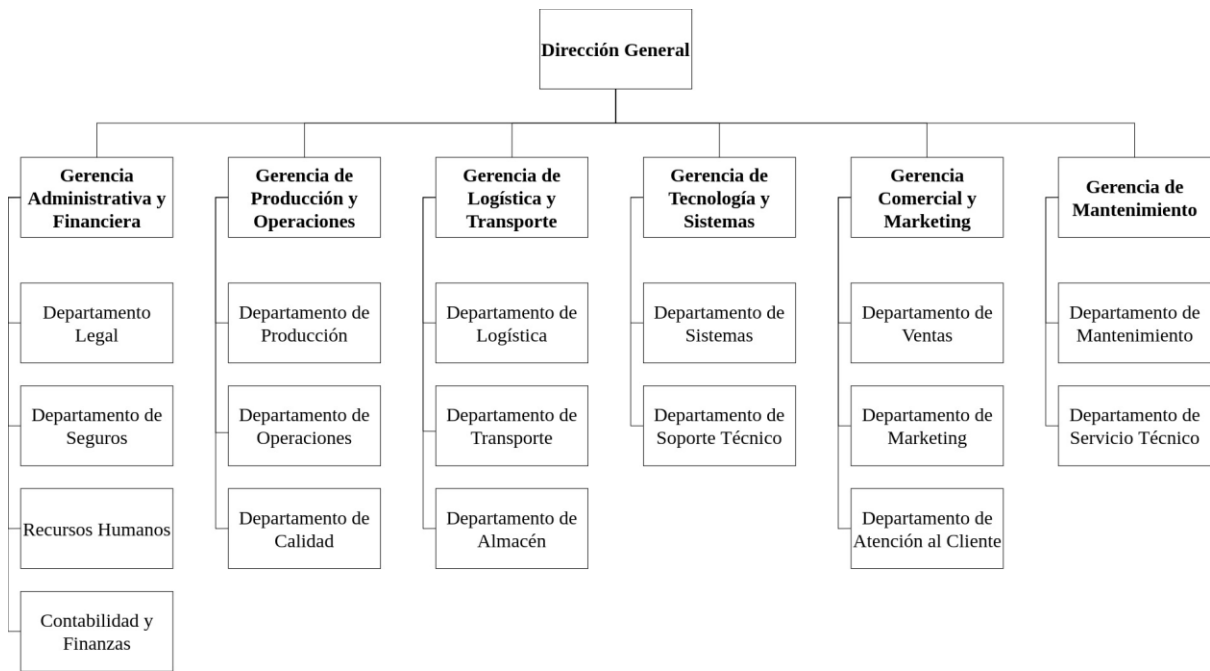 Dirección General
Gerencia
Administrativa y
Financiera
Gerencia de
Producción y
Operaciones
Gerencia de
Logística y
Transporte
Gerencia de
Tecnología y
Sistemas
Gerencia
Comercial y
Marketing
Gerencia de
Mantenimiento
Departamento
Legal
Departamento de
Producción
Departamento de
Logística
Departamento de
Sistemas
Departamento de
Ventas
Departamento de
Mantenimiento
Departamento de
Seguros
Departamento de
Operaciones
Departamento de
Transporte
Departamento de
Soporte Técnico
Departamento de
Marketing
Departamento de
Servicio Técnico
Recursos Humanos
Departamento de
Calidad
Departamento de
Almacén
Departamento de
Atención al Cliente
Contabilidad y
Finanzas